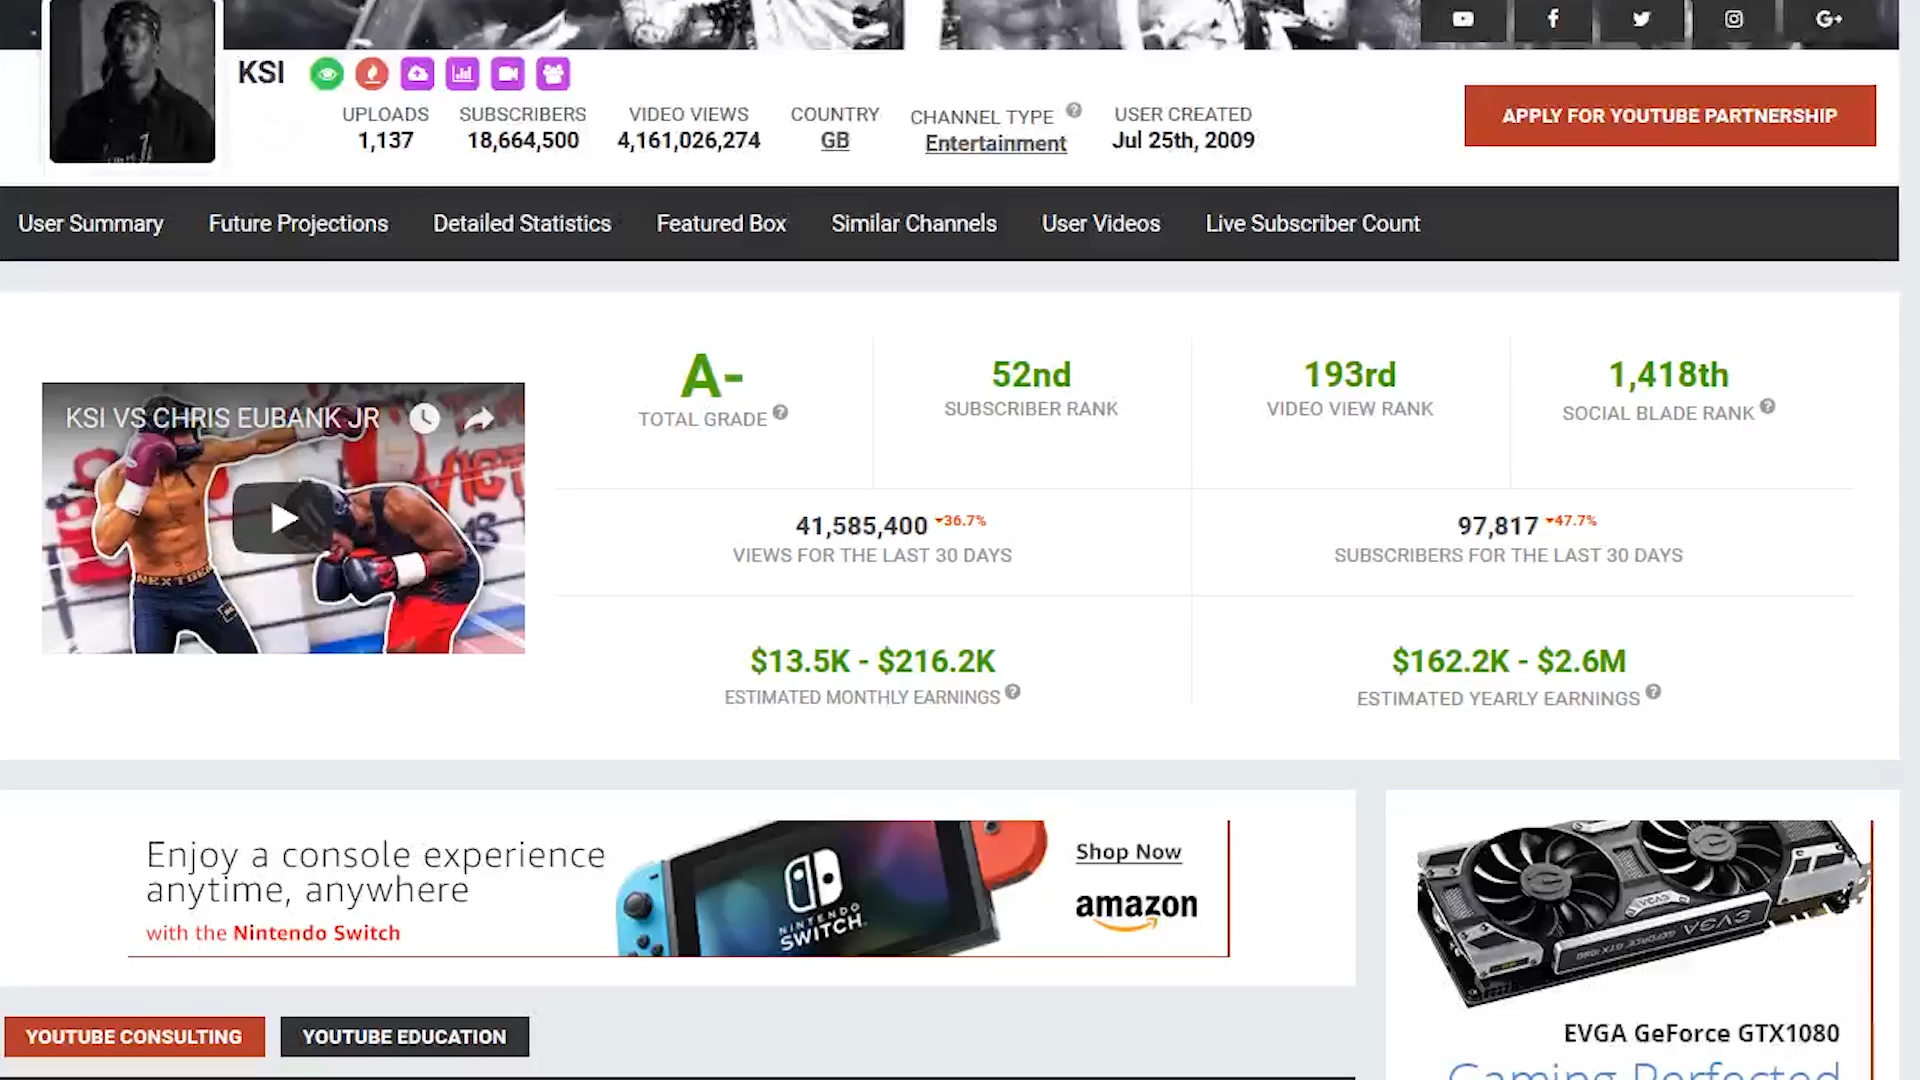 KSI
UPLOADS
1,137
SUBSCRIBERS
18,664,500
VIDEO VIEWS
4,161,026,274
COUNTRY
GB
CHANNEL TYPE ?
Entertainment
USER CREATED
Jul 25th, 2009
APPLY FOR YOUTUBE PARTNERSHIP
User Summary
Future Projections
Detailed Statistics
Featured Box
Similar Channels
User Videos
Live Subscriber Count
KSI VS CHRIS EUBANK JR
NEXTGEN
A-
TOTAL GRADE ?
52nd
SUBSCRIBER RANK
193rd
VIDEO VIEW RANK
1,418th
SOCIAL BLADE RANK ?
41,585,400 36.7%
VIEWS FOR THE LAST 30 DAYS
97,817 47.7%
SUBSCRIBERS FOR THE LAST 30 DAYS
$13.5K - $216.2K
ESTIMATED MONTHLY EARNINGS ?
$162.2K - $2.6M
ESTIMATED YEARLY EARNINGS ?
Enjoy a console experience
anytime, anywhere
with the Nintendo Switch
NINTENDO
SWITCH
Shop Now
amazon
EVGA
EVGA GeForce GTX1080
Gaming Perfected
YOUTUBE CONSULTING
YOUTUBE EDUCATION